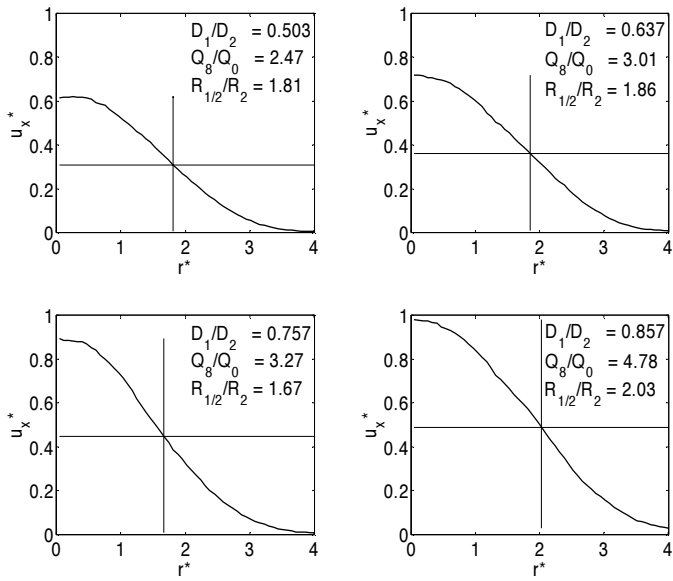 D1/D2 = 0.503
Q8/Q0 = 2.47
R1/2/R2 = 1.81
1
0.8
0.6
0.4
0.2
0
ux*
0 1 2 3 4
r*
D1/D2 = 0.637
Q8/Q0 = 3.01
R1/2/R2 = 1.86
1
0.8
0.6
0.4
0.2
0
ux*
0 1 2 3 4
r*
D1/D2 = 0.757
Q8/Q0 = 3.27
R1/2/R2 = 1.67
1
0.8
0.6
0.4
0.2
0
ux*
0 1 2 3 4
r*
D1/D2 = 0.857
Q8/Q0 = 4.78
R1/2/R2 = 2.03
1
0.8
0.6
0.4
0.2
0
ux*
0 1 2 3 4
r*